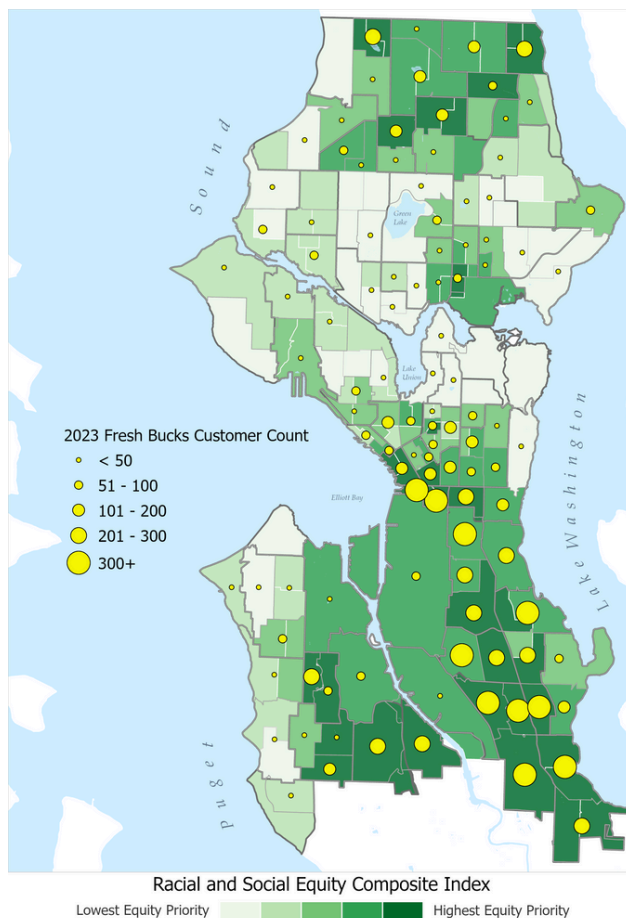 Sound
Green
Lake
Lake
Union
2023 Fresh Bucks Customer Count
< 50
51 - 100
101 - 200
201 - 300
300+
Elliott Bay
Lake Washington
Puget
Racial and Social Equity Composite Index
Lowest Equity Priority
Highest Equity Priority